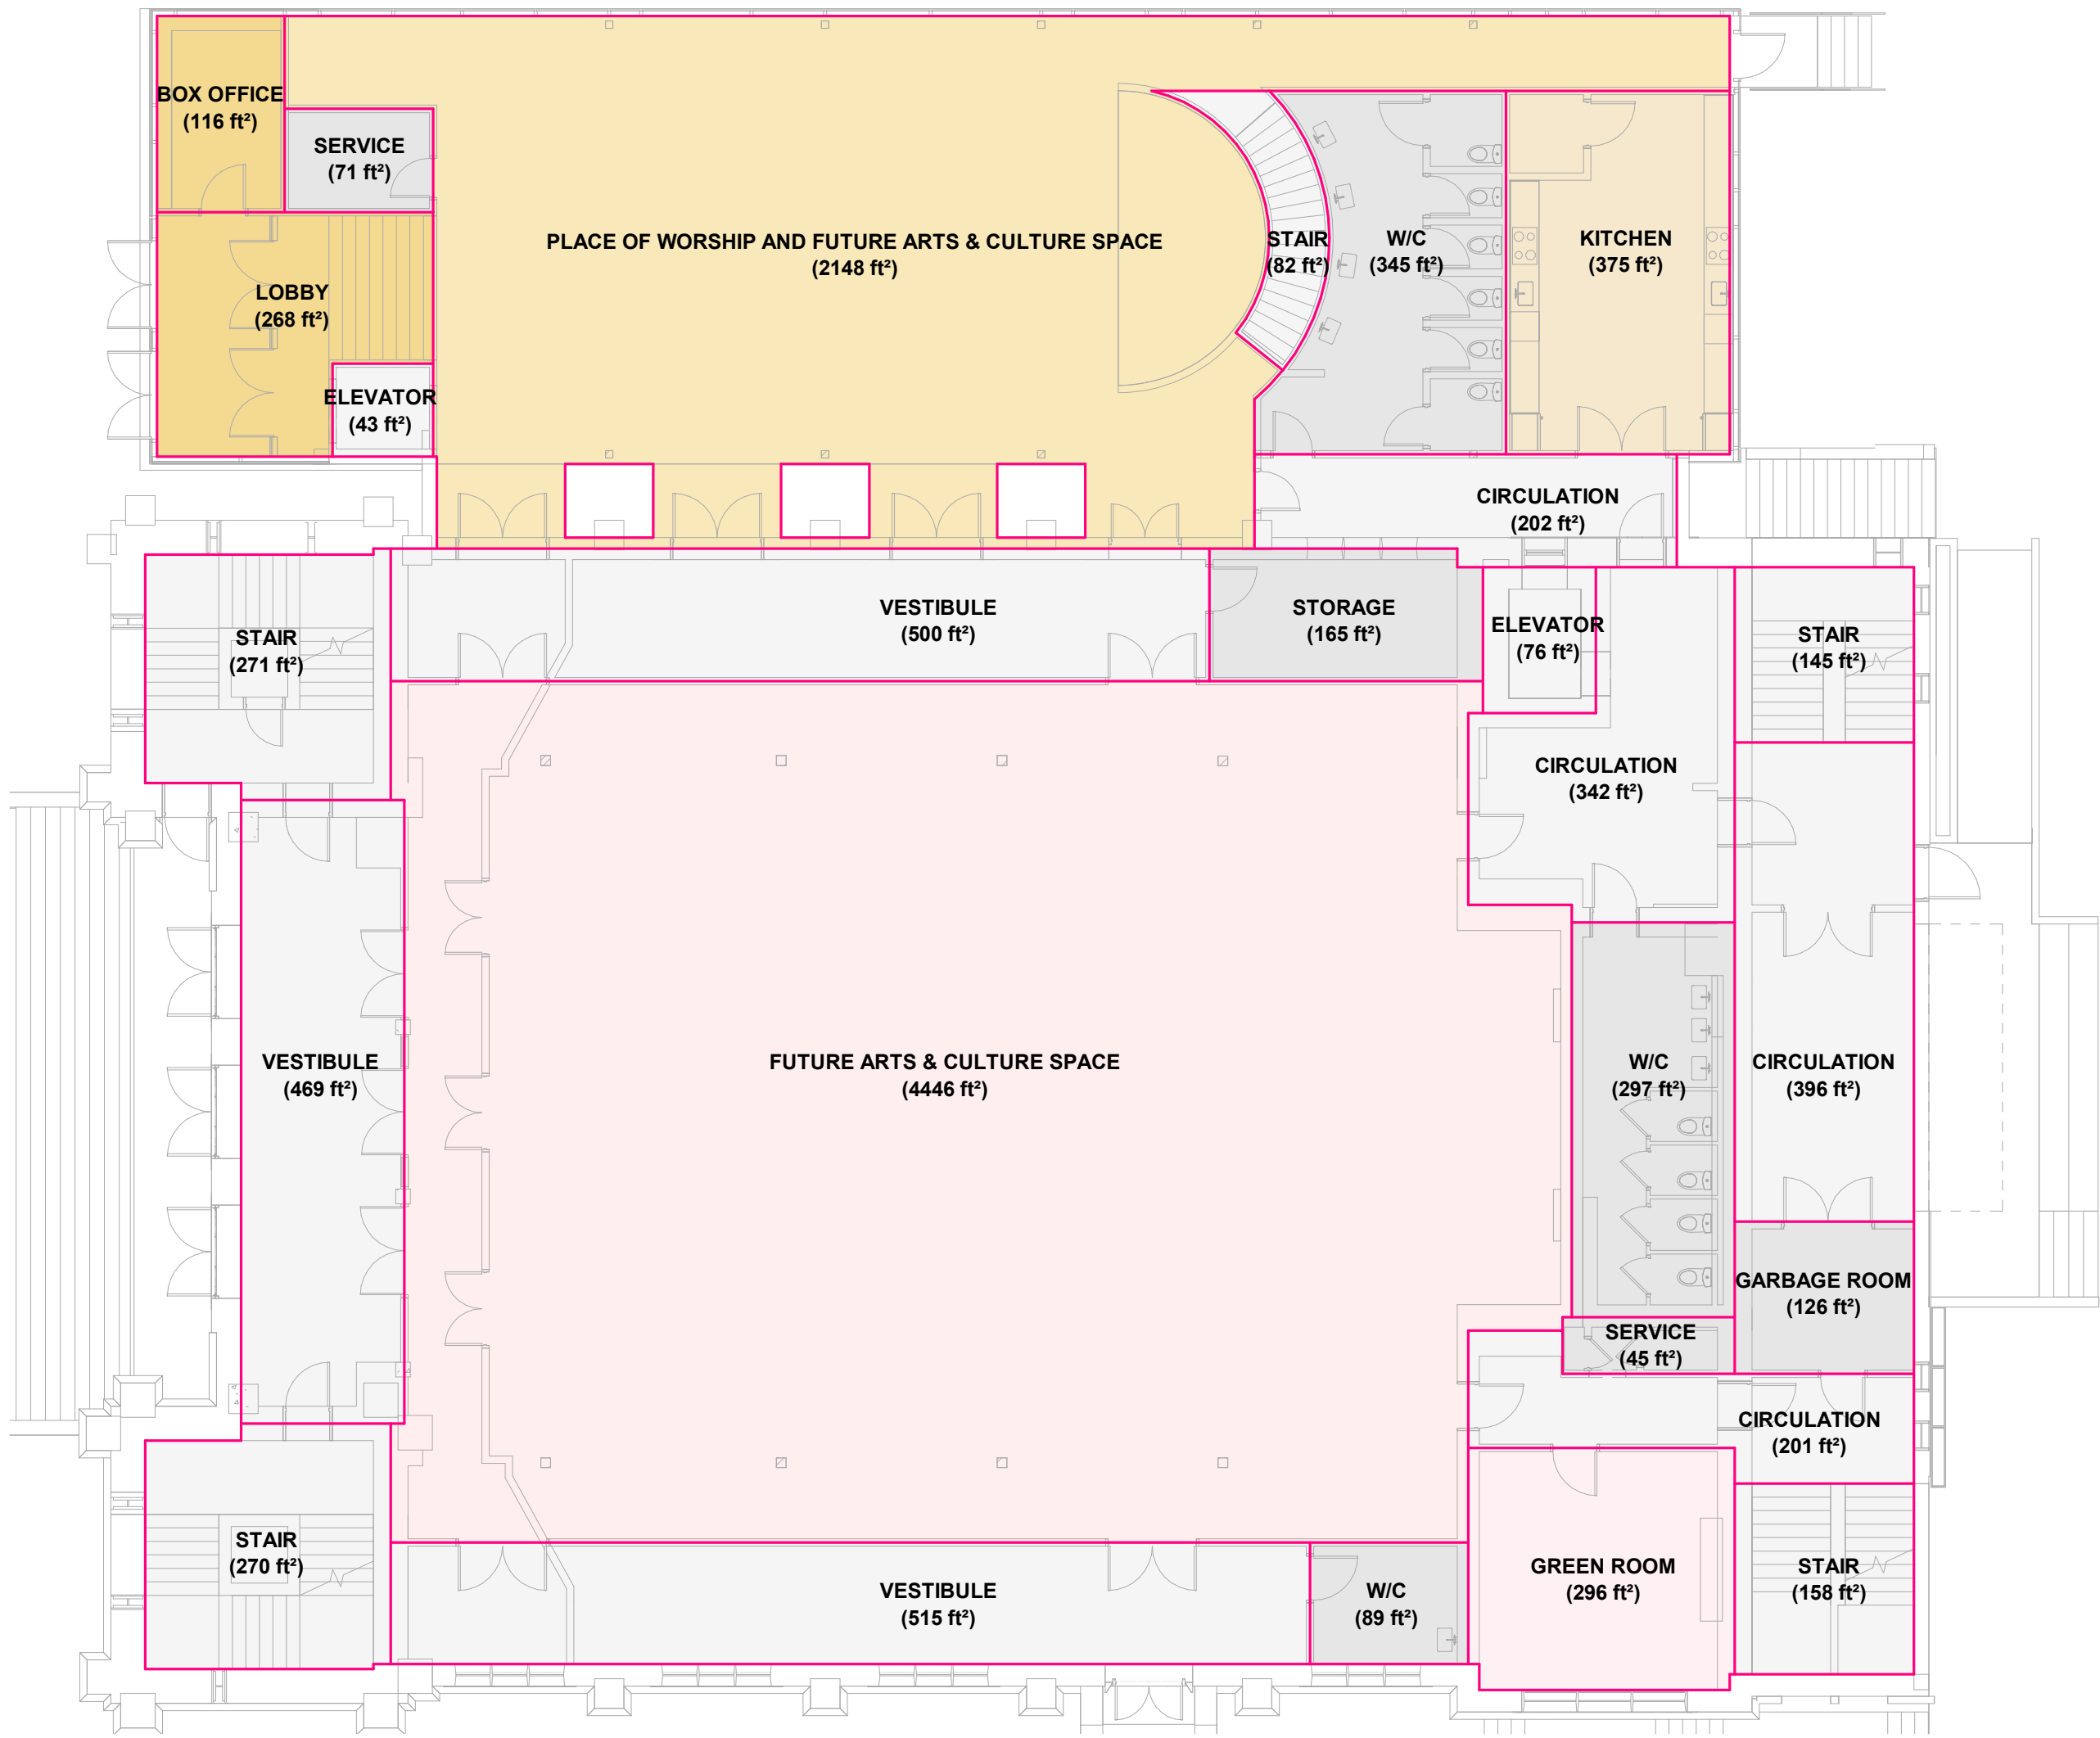 BOX OFFICE
(116 ft²)
SERVICE
(71 ft²)
PLACE OF WORSHIP AND FUTURE ARTS & CULTURE SPACE
(2148 ft²)
STAIR
(82 ft²)
W/C
(345 ft²)
KITCHEN
(375 ft²)
LOBBY
(268 ft²)
ELEVATOR
(43 ft²)
CIRCULATION
(202 ft²)
STAIR
(271 ft²)
VESTIBULE
(500 ft²)
STORAGE
(165 ft²)
ELEVATOR
(76 ft²)
STAIR
(145 ft²)
CIRCULATION
(342 ft²)
VESTIBULE
(469 ft²)
FUTURE ARTS & CULTURE SPACE
(4446 ft²)
W/C
(297 ft²)
CIRCULATION
(396 ft²)
GARBAGE ROOM
(126 ft²)
SERVICE
(45 ft²)
CIRCULATION
(201 ft²)
STAIR
(270 ft²)
VESTIBULE
(515 ft²)
W/C
(89 ft²)
GREEN ROOM
(296 ft²)
STAIR
(158 ft²)